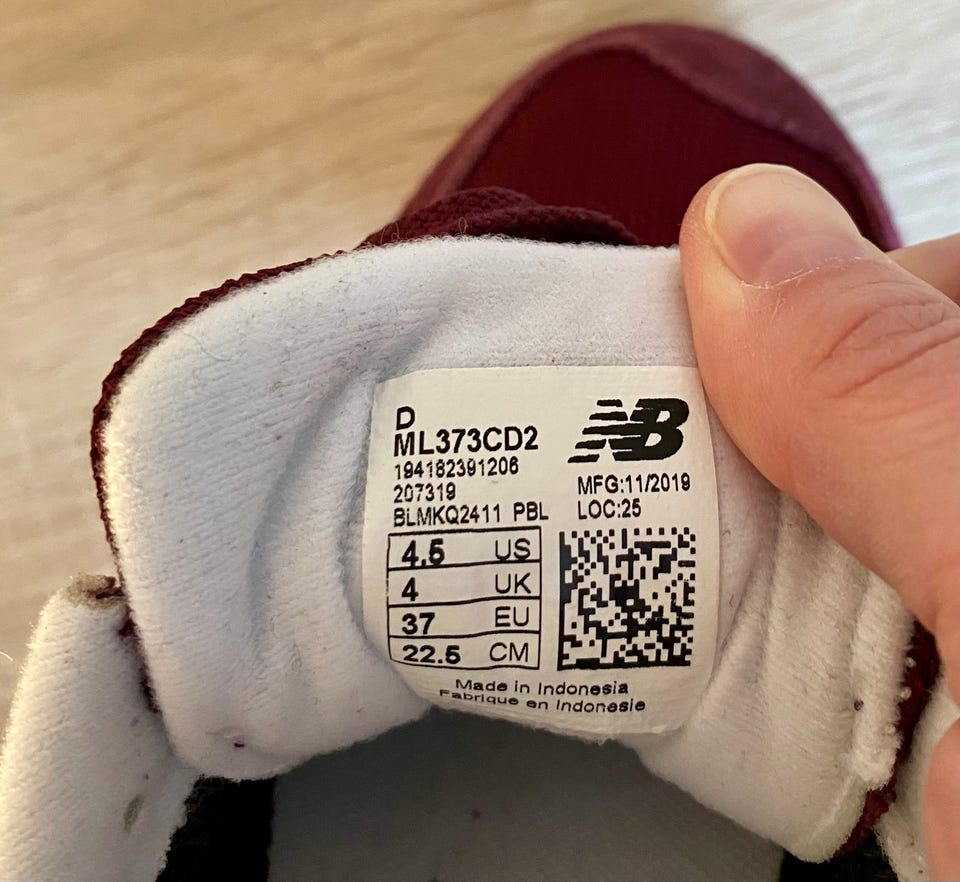 D
ML373CD2
194182391206
207319
BLMKQ2411 PBL
NB
MFG:11/2019
LOC:25
4.5 US
4 UK
37 EU
22.5 CM
Made in Indonesia
Fabrique en Indonesie